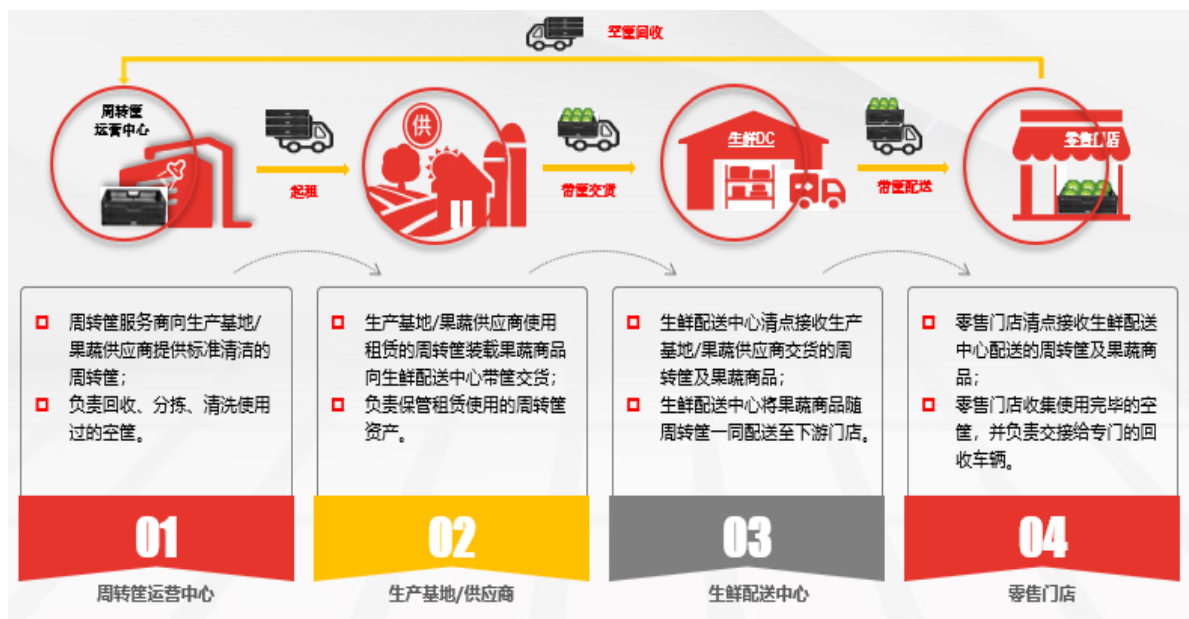 空筐回收
周转筐
运营中心
起租
供
带筐交货
生鲜DC
带筐配送
零售门店
周转筐服务商向生产基地/
果蔬供应商提供标准清洁的
周转筐；
负责回收、分拣、清洗使用
过的空筐。
生产基地/果蔬供应商使用
租赁的周转筐装载果蔬商品
向生鲜配送中心带筐交货；
负责保管租赁使用的周转筐
资产。
生鲜配送中心清点接收生产
基地/果蔬供应商交货的周
转筐及果蔬商品；
生鲜配送中心将果蔬商品随
周转筐一同配送至下游门店。
零售门店清点接收生鲜配送
中心配送的周转筐及果蔬商
品；
零售门店收集使用完毕的空
筐，并负责交接给专门的回
收车辆。
01
周转筐运营中心
02
生产基地/供应商
03
生鲜配送中心
04
零售门店